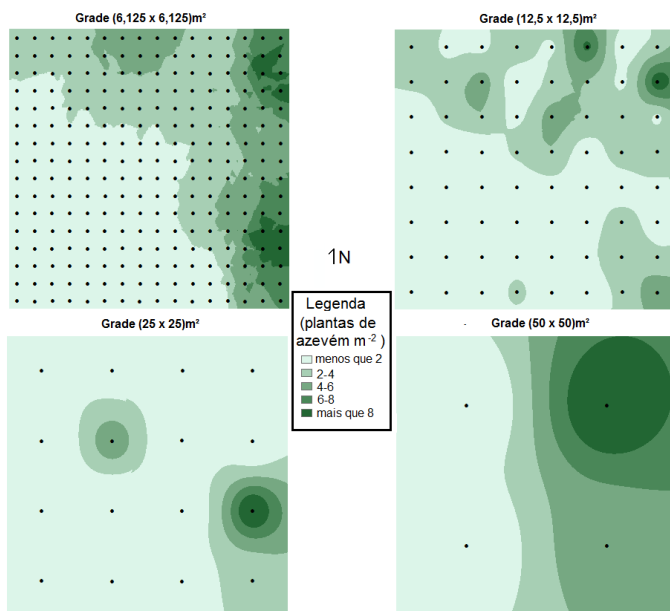 Grade (6,125 x 6,125)m²
Grade (12,5 x 12,5)m²
1N
Legenda
(plantas de
azevém m⁻²)
menos que 2
2-4
4-6
6-8
mais que 8
Grade (25 x 25)m²
Grade (50 x 50)m²